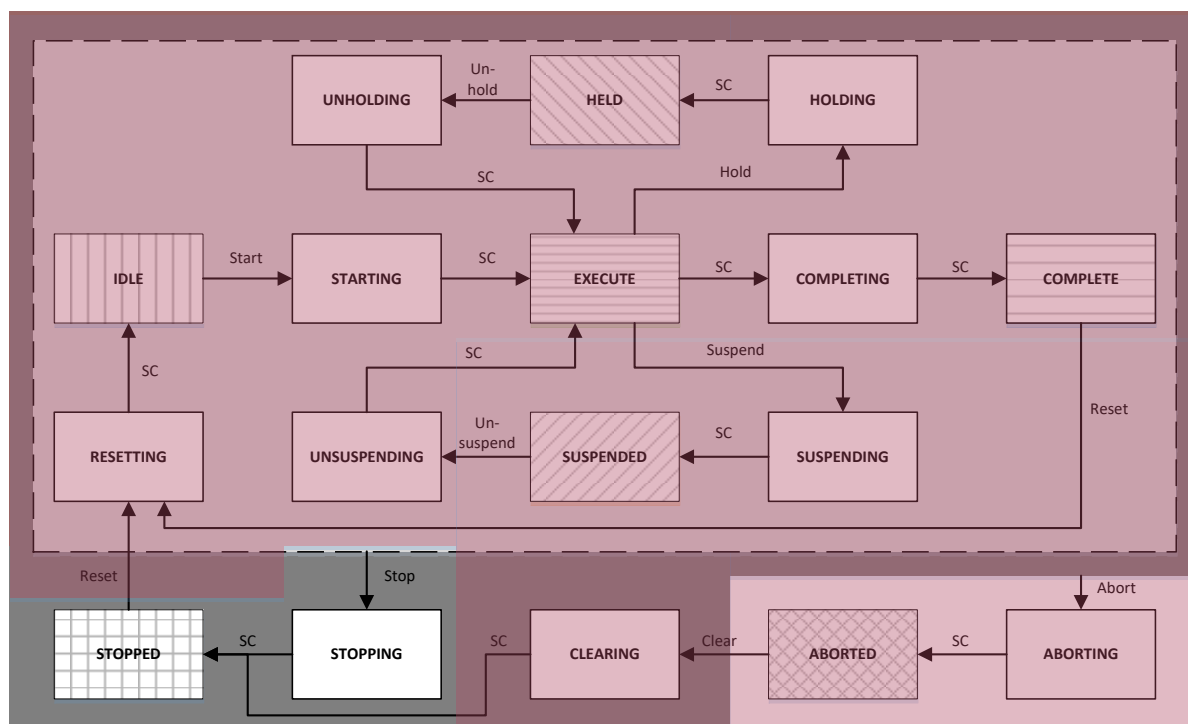 Un-
hold
SC
UNHOLDING
HELD
HOLDING
SC
Hold
Start
SC
SC
SC
IDLE
STARTING
EXECUTE
COMPLETING
COMPLETE
SC
Suspend
SC
Un-
suspend
SC
Reset
RESETTING
UNSUSPENDING
SUSPENDED
SUSPENDING
Reset
Stop
Abort
SC
SC
Clear
SC
STOPPED
STOPPING
CLEARING
ABORTED
ABORTING